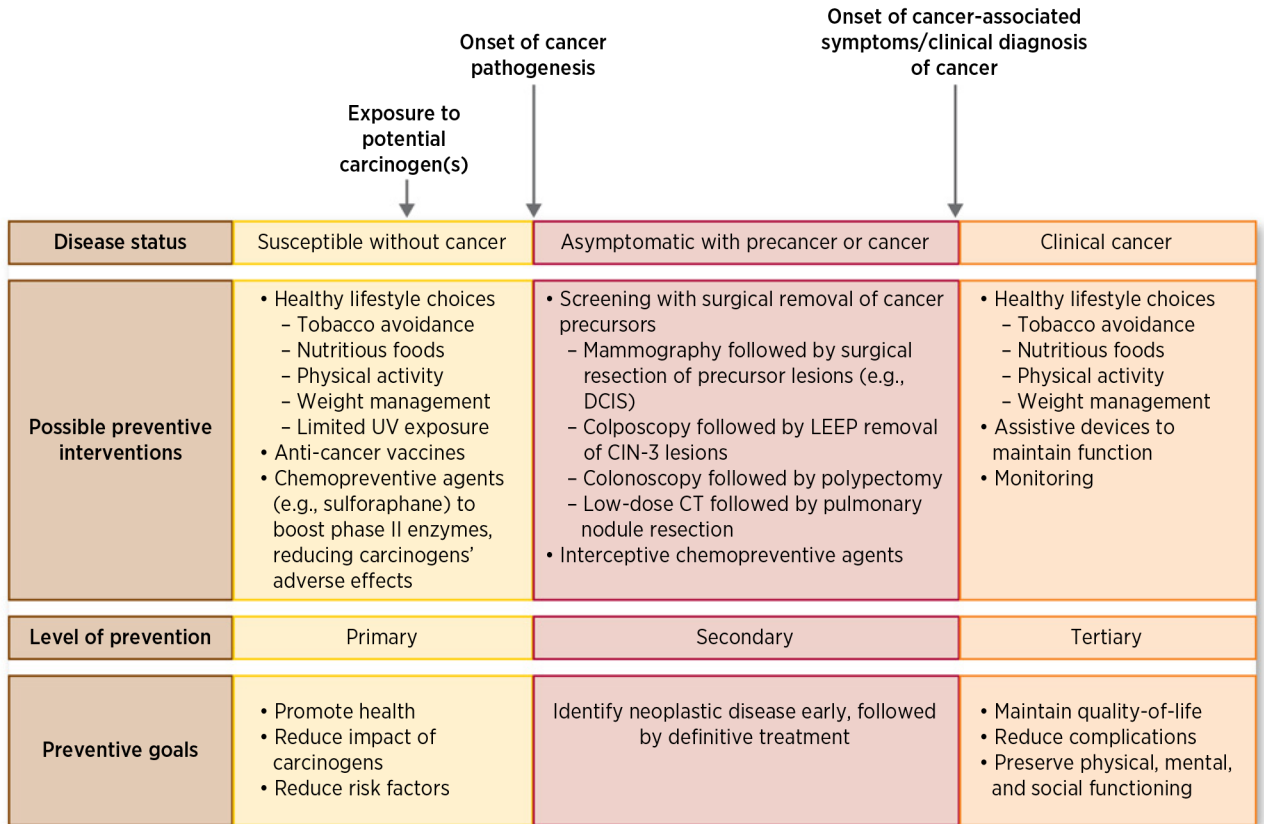 Onset of cancer-associated
symptoms/clinical diagnosis
of cancer
Onset of cancer
pathogenesis
Exposure to
potential
carcinogen(s)
Disease status
Susceptible without cancer
Asymptomatic with precancer or cancer
Clinical cancer
Possible preventive
interventions
• Healthy lifestyle choices
– Tobacco avoidance
– Nutritious foods
– Physical activity
– Weight management
– Limited UV exposure
• Anti-cancer vaccines
• Chemopreventive agents
(e.g., sulforaphane) to
boost phase II enzymes,
reducing carcinogens’
adverse effects
• Screening with surgical removal of cancer
precursors
– Mammography followed by surgical
resection of precursor lesions (e.g.,
DCIS)
– Colposcopy followed by LEEP removal
of CIN-3 lesions
– Colonoscopy followed by polypectomy
– Low-dose CT followed by pulmonary
nodule resection
• Interceptive chemopreventive agents
• Healthy lifestyle choices
– Tobacco avoidance
– Nutritious foods
– Physical activity
– Weight management
• Assistive devices to
maintain function
• Monitoring
Level of prevention
Primary
Secondary
Tertiary
Preventive goals
• Promote health
• Reduce impact of
carcinogens
• Reduce risk factors
Identify neoplastic disease early, followed
by definitive treatment
• Maintain quality-of-life
• Reduce complications
• Preserve physical, mental,
and social functioning